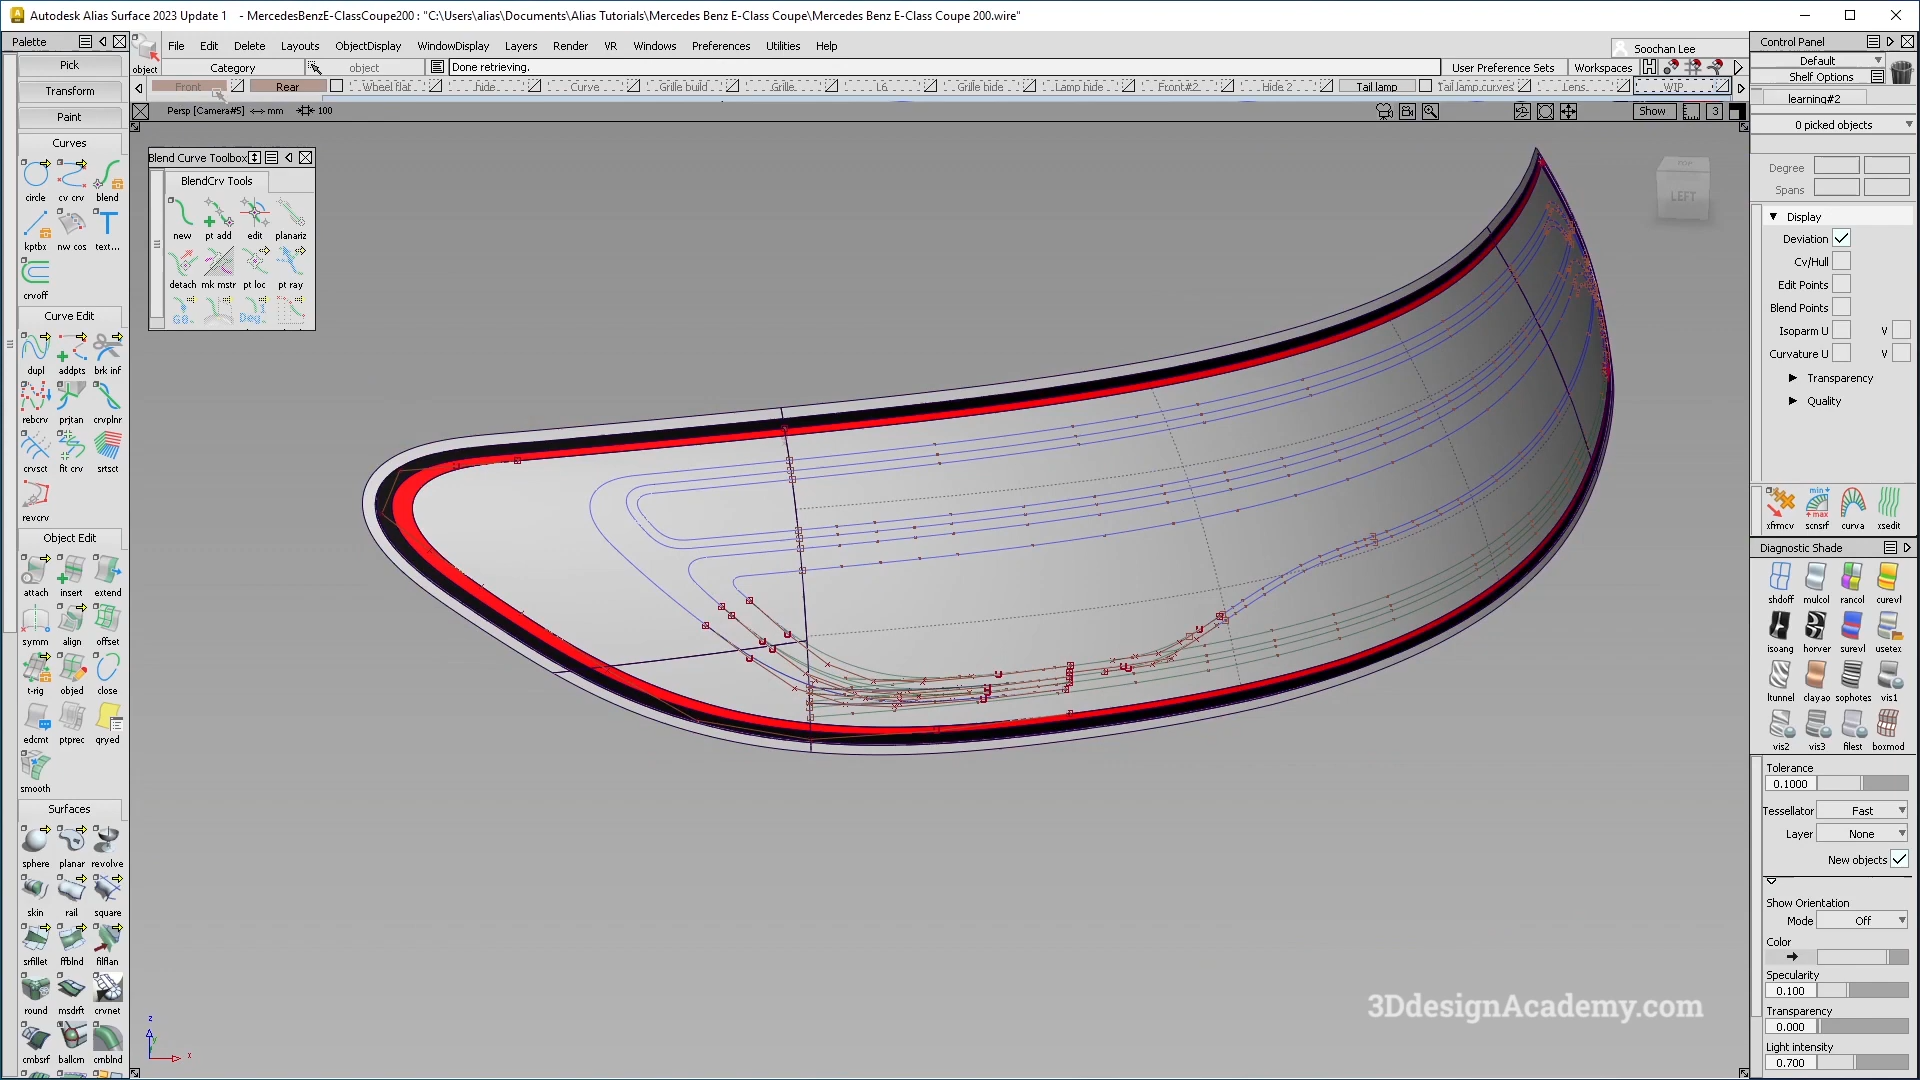 Autodesk Alias Surface 2023 Update 1 - MercedesBenzE-ClassCoupe200 : "C:\Users\alias\Documents\Alias Tutorials\Mercedes Benz E-Class Coupe\Mercedes Benz E-Class Coupe 200.wire"
Palette
File Edit Delete Layouts ObjectDisplay WindowDisplay Layers Render VR Windows Preferences Utilities Help
Soochan Lee
object Category object Done retrieving. User Preference Sets Workspaces
Front Rear Wheel flat hide Curve Grille build Grille L6 Grille hide Lamp hide Front#2 Hide 2 Tail lamp Tail lamp curves Lens WIP
Persp [Camera#5] mm 100 Show 3
Pick
Transform
Paint
Curves
circle cv crv blend
kptbx nw cos text...
crvoff
Curve Edit
dupl addpts brk inf
rebcrv prjtan crvplnr
crvsct fit crv srtsct
revcrv
Object Edit
attach insert extend
symm align offset
t-rig objed close
edcmt ptprec qryed
smooth
Surfaces
sphere planar revolve
skin rail square
srfillet ffblnd filflan
round msdrft crvnet
cmbsrf ballcrn cmblnd
Blend Curve Toolbox
BlendCrv Tools
new pt add edit planariz
detach mk mstr pt loc pt ray
G0.. Deg.
TOP
LEFT
z
y
x
3DdesignAcademy.com
Control Panel
Default
Shelf Options
learning#2
0 picked objects
Degree
Spans
Display
Deviation
Cv/Hull
Edit Points
Blend Points
Isoparm U V
Curvature U V
Transparency
Quality
min + max
xfrmcv scnsrf curva xsedit
Diagnostic Shade
shdoff mulcol rancol curevl
isoang horver surevl usetex
ltunnel clayao sophotes vis1
vis2 vis3 filest boxmod
Tolerance
0.1000
Tessellator Fast
Layer None
New objects
Show Orientation
Mode Off
Color
Specularity
0.100
Transparency
0.000
Light intensity
0.700